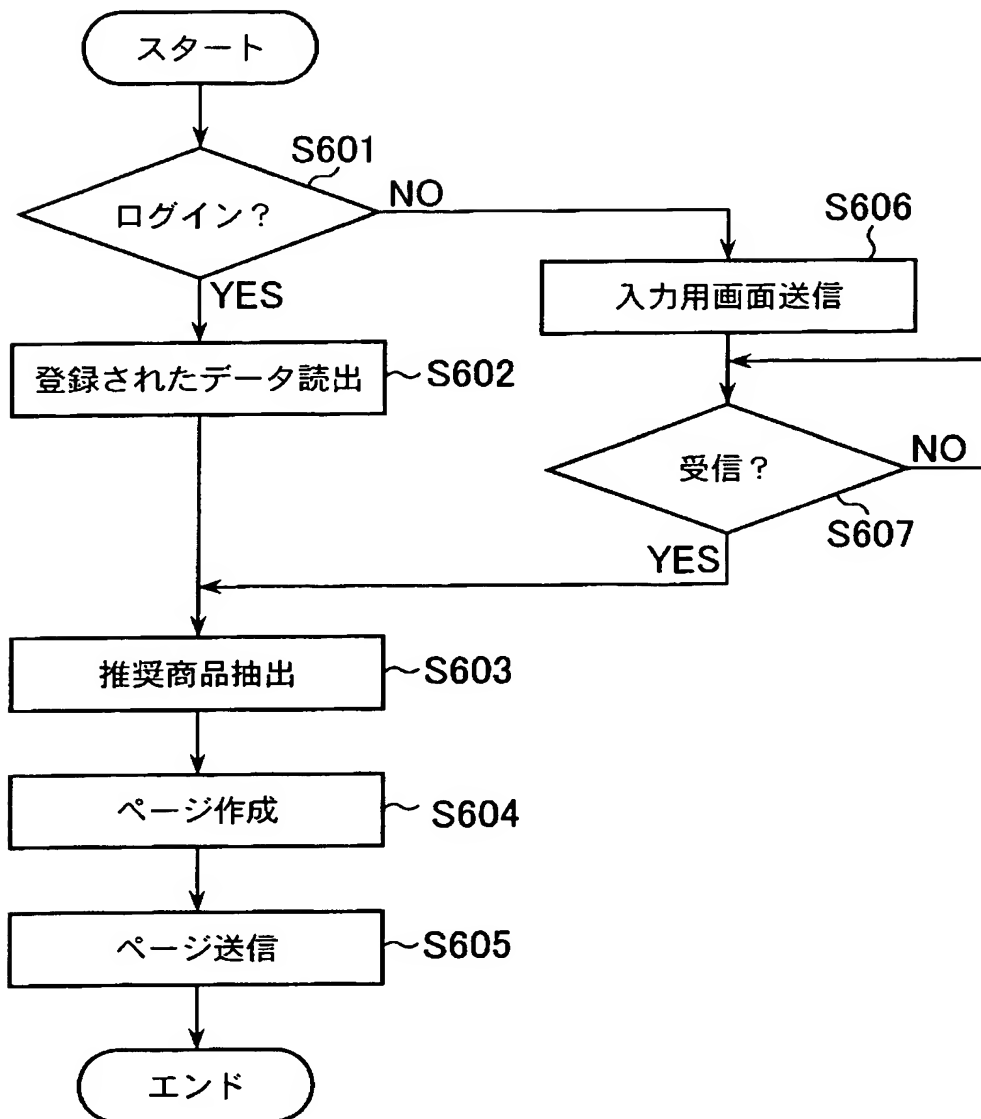 スタート
S601
ログイン？
NO
YES
S606
入力用画面送信
登録されたデータ読出
S602
受信？
NO
S607
YES
推奨商品抽出
S603
ページ作成
S604
ページ送信
S605
エンド